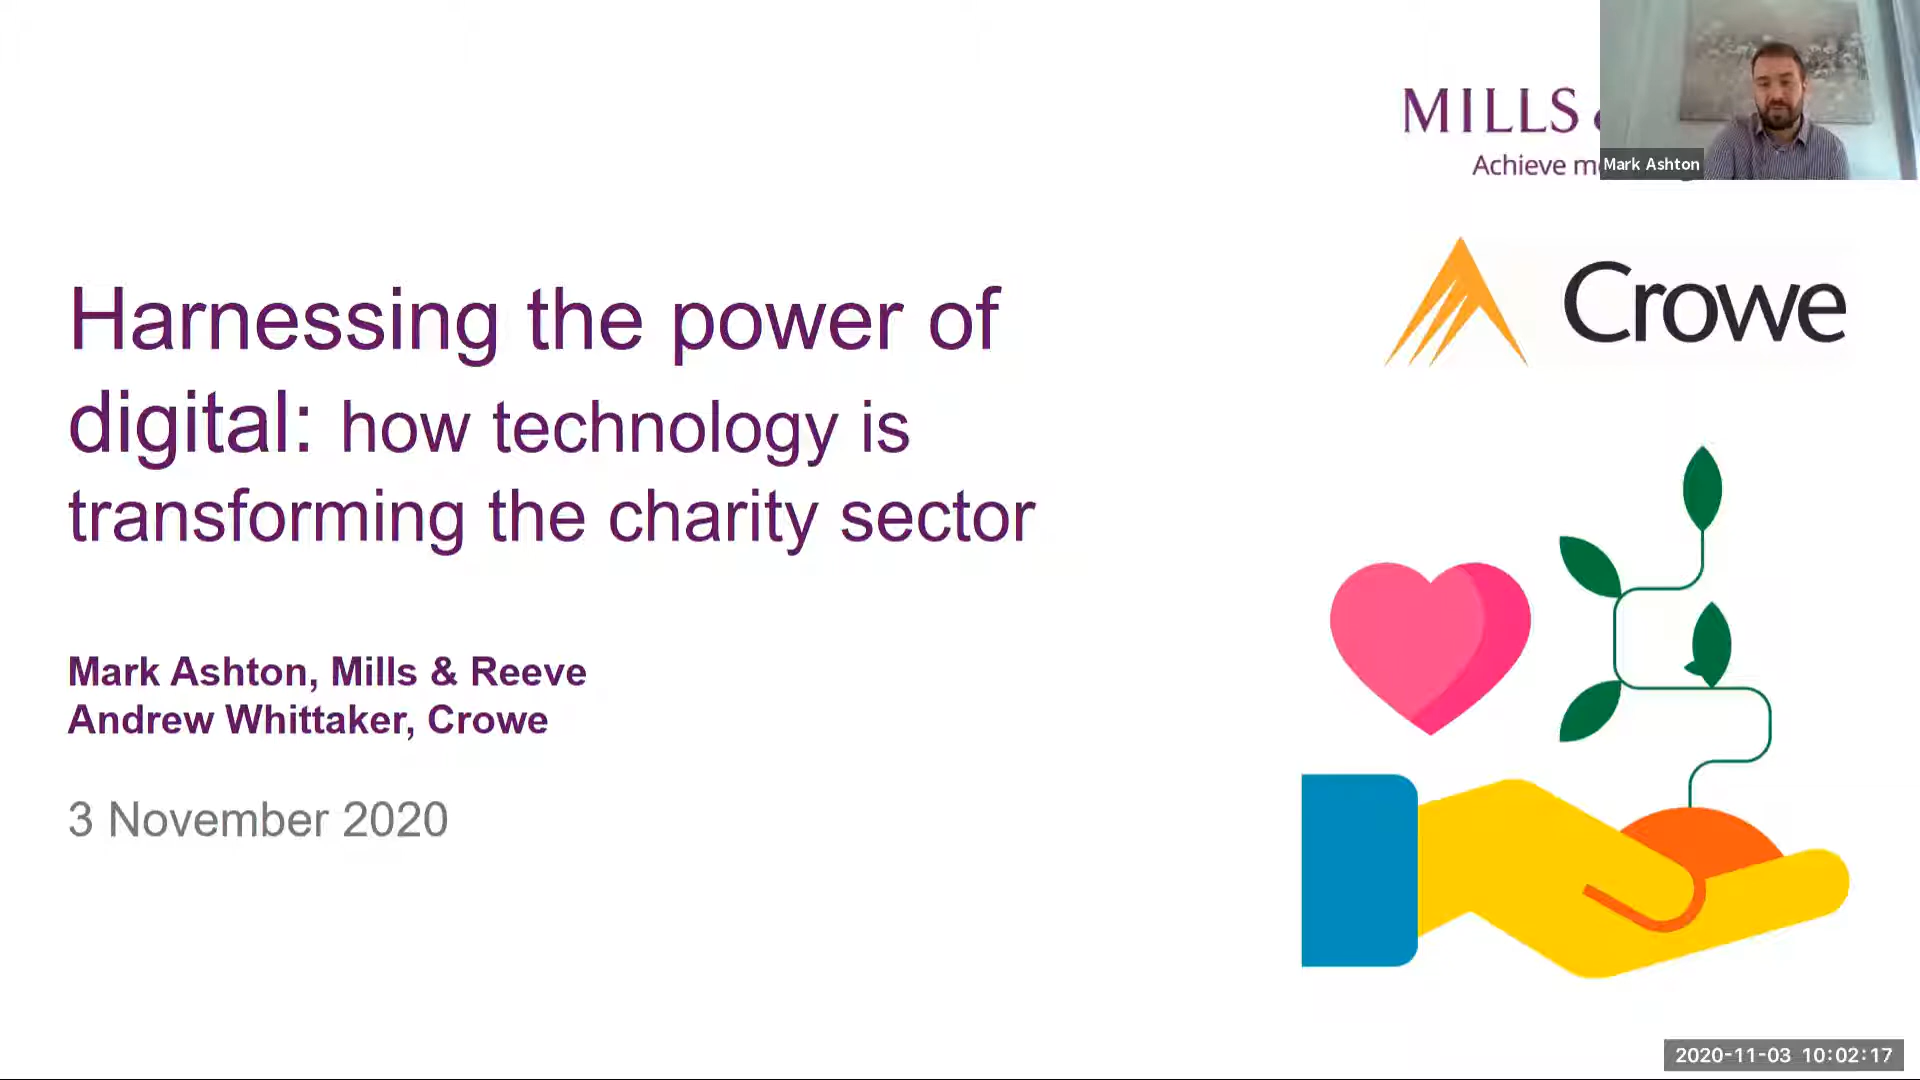 MILLS
Achieve
Mark Ashton
Crowe
Harnessing the power of
digital: how technology is
transforming the charity sector
Mark Ashton, Mills & Reeve
Andrew Whittaker, Crowe
3 November 2020
2020-11-03 10:02:17